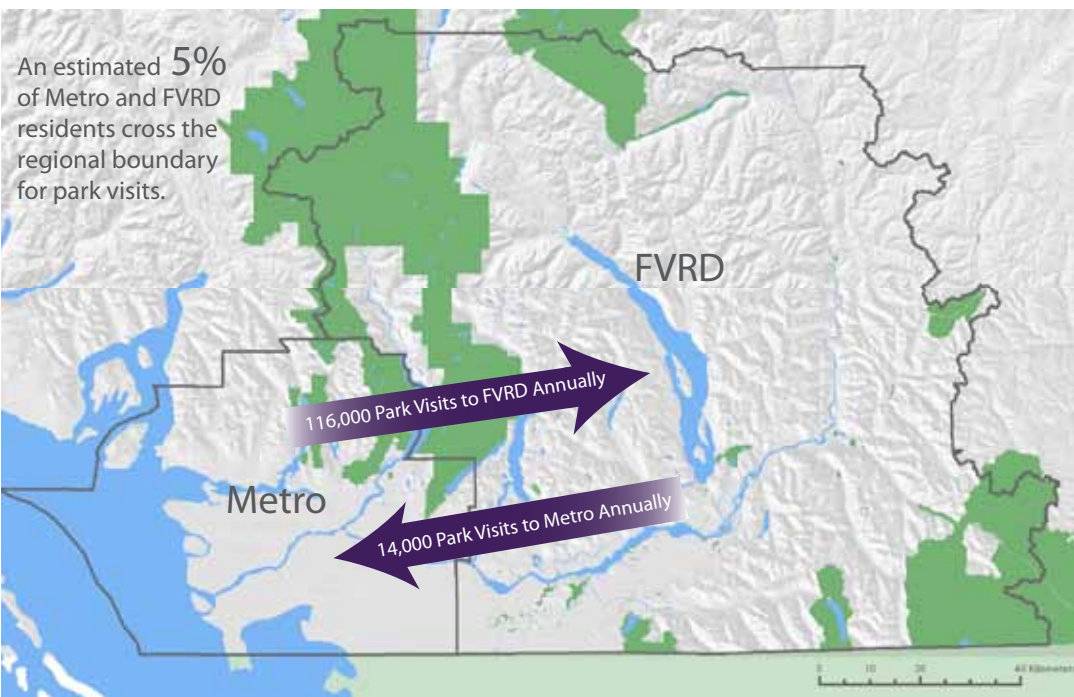 An estimated 5%
of Metro and FVRD
residents cross the
regional boundary
for park visits.
FVRD
116,000 Park Visits to FVRD Annually
Metro
14,000 Park Visits to Metro Annually
0 10 20 40 Kilometers